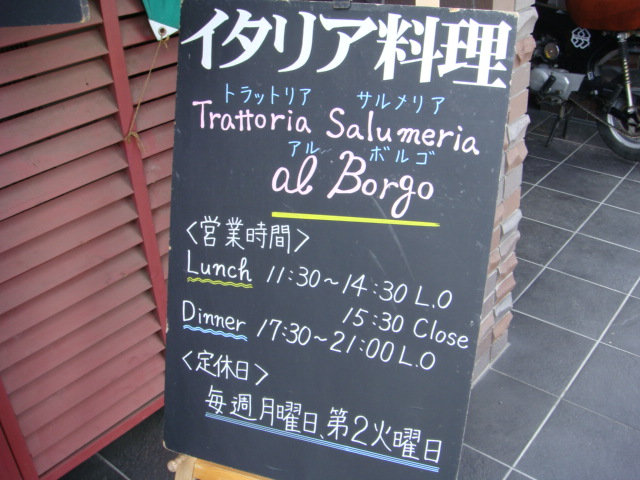 イタリア料理
トラットリア サルメリア
Trattoria Salumeria
アル ボルゴ
al Borgo
〈営業時間〉
Lunch 11:30～14:30 L.O
15:30 Close
Dinner 17:30～21:00 L.O
〈定休日〉
毎週月曜日、第2火曜日